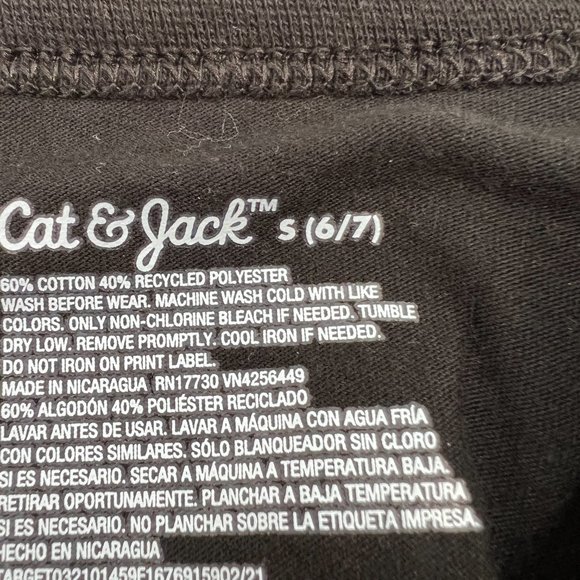 Cat & Jack™ S (6/7)
60% COTTON 40% RECYCLED POLYESTER
WASH BEFORE WEAR. MACHINE WASH COLD WITH LIKE
COLORS. ONLY NON-CHLORINE BLEACH IF NEEDED. TUMBLE
DRY LOW. REMOVE PROMPTLY. COOL IRON IF NEEDED.
DO NOT IRON ON PRINT LABEL.
MADE IN NICARAGUA RN17730 VN4256449
60% ALGODÓN 40% POLIÉSTER RECICLADO
LAVAR ANTES DE USAR. LAVAR A MÁQUINA CON AGUA FRÍA
CON COLORES SIMILARES. SÓLO BLANQUEADOR SIN CLORO
SI ES NECESARIO. SECAR A MÁQUINA A TEMPERATURA BAJA.
RETIRAR OPORTUNAMENTE. PLANCHAR A BAJA TEMPERATURA
SI ES NECESARIO. NO PLANCHAR SOBRE LA ETIQUETA IMPRESA.
HECHO EN NICARAGUA
TARGET032101459F1676915902/21